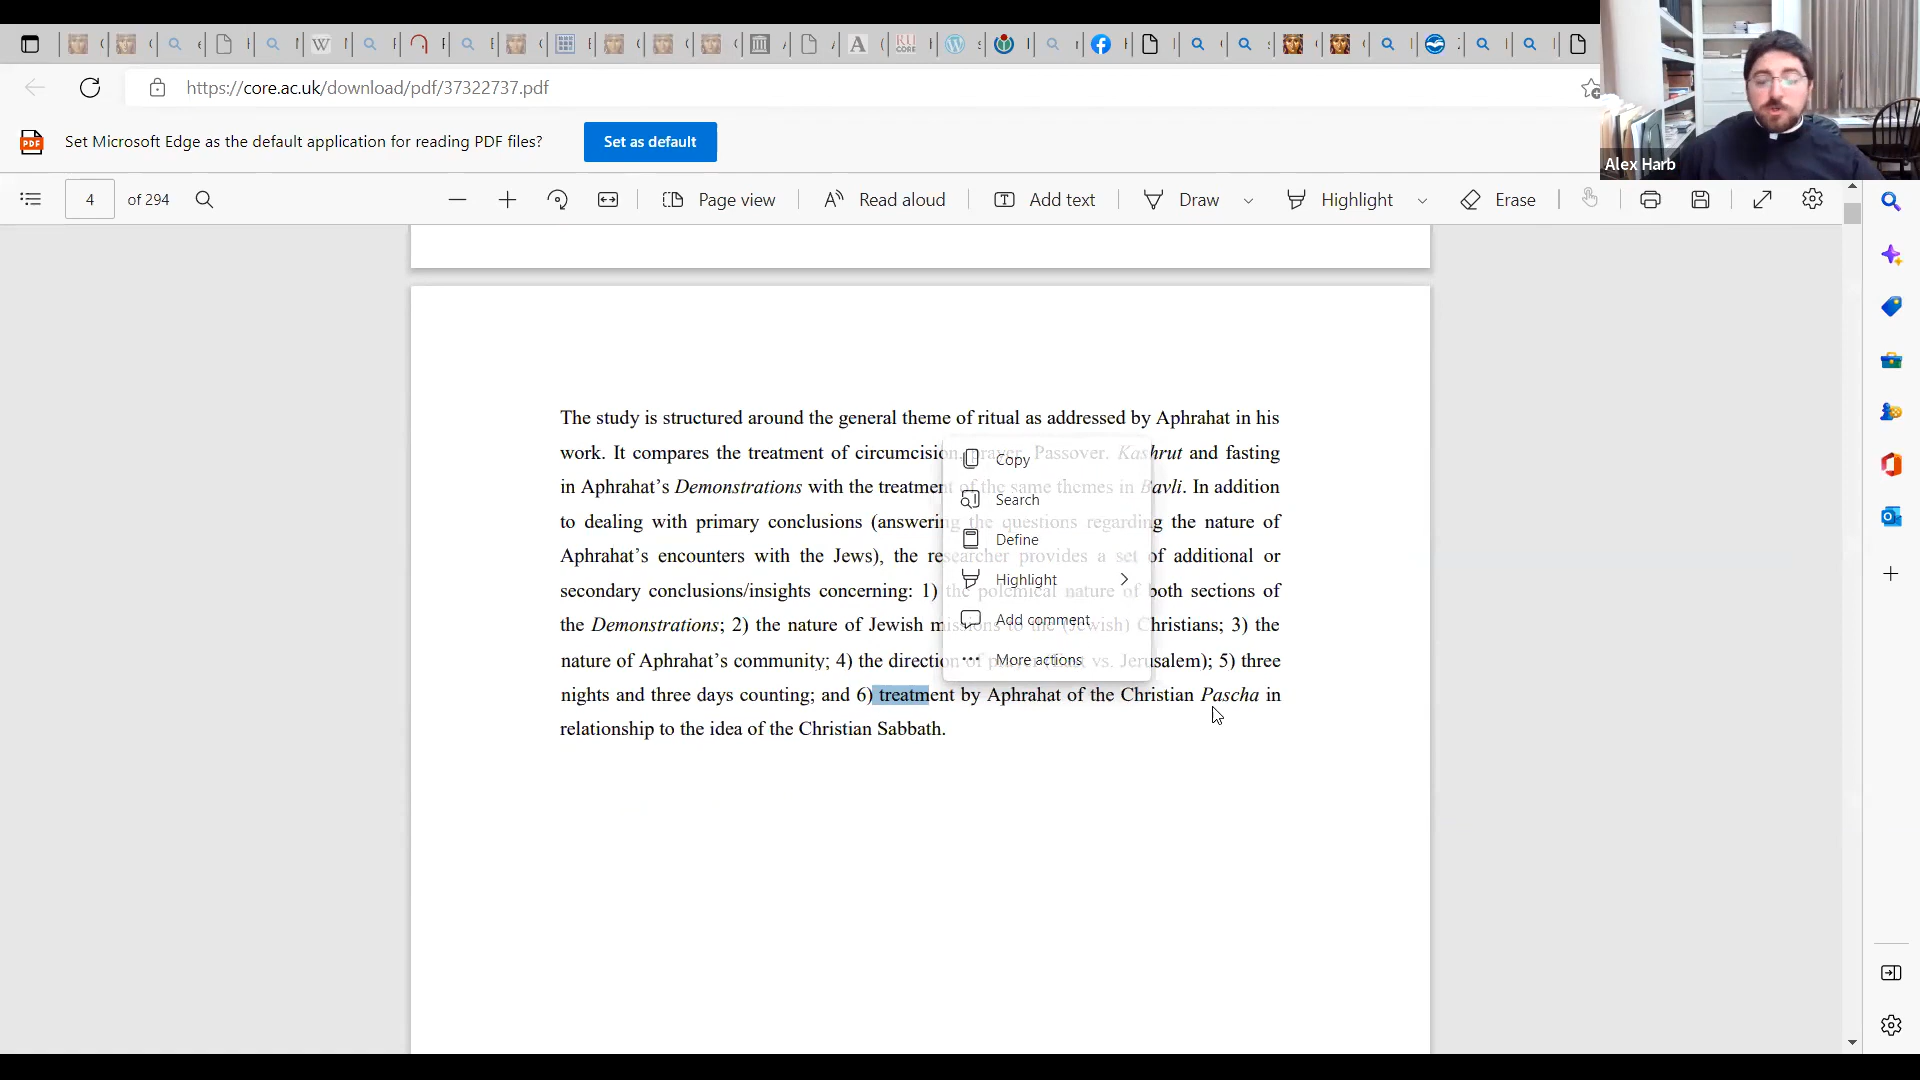 https://core.ac.uk/download/pdf/37322737.pdf
PDF
Set Microsoft Edge as the default application for reading PDF files?
Set as default
Alex Harb
4
of 294
Page view
Read aloud
Add text
Draw
Highlight
Erase
The study is structured around the general theme of ritual as addressed by Aphrahat in his
work. It compares the treatment of circumcision, prayer, Passover, Kashrut and fasting
in Aphrahat’s Demonstrations with the treatment of the same themes in Bavli. In addition
to dealing with primary conclusions (answering the questions regarding the nature of
Aphrahat’s encounters with the Jews), the researcher provides a set of additional or
secondary conclusions/insights concerning: 1) the polemical nature of both sections of
the Demonstrations; 2) the nature of Jewish missions to the (Jewish) Christians; 3) the
nature of Aphrahat’s community; 4) the direction of prayer (East vs. Jerusalem); 5) three
nights and three days counting; and 6) treatment by Aphrahat of the Christian Pascha in
relationship to the idea of the Christian Sabbath.
Copy
Search
Define
Highlight
Add comment
More actions